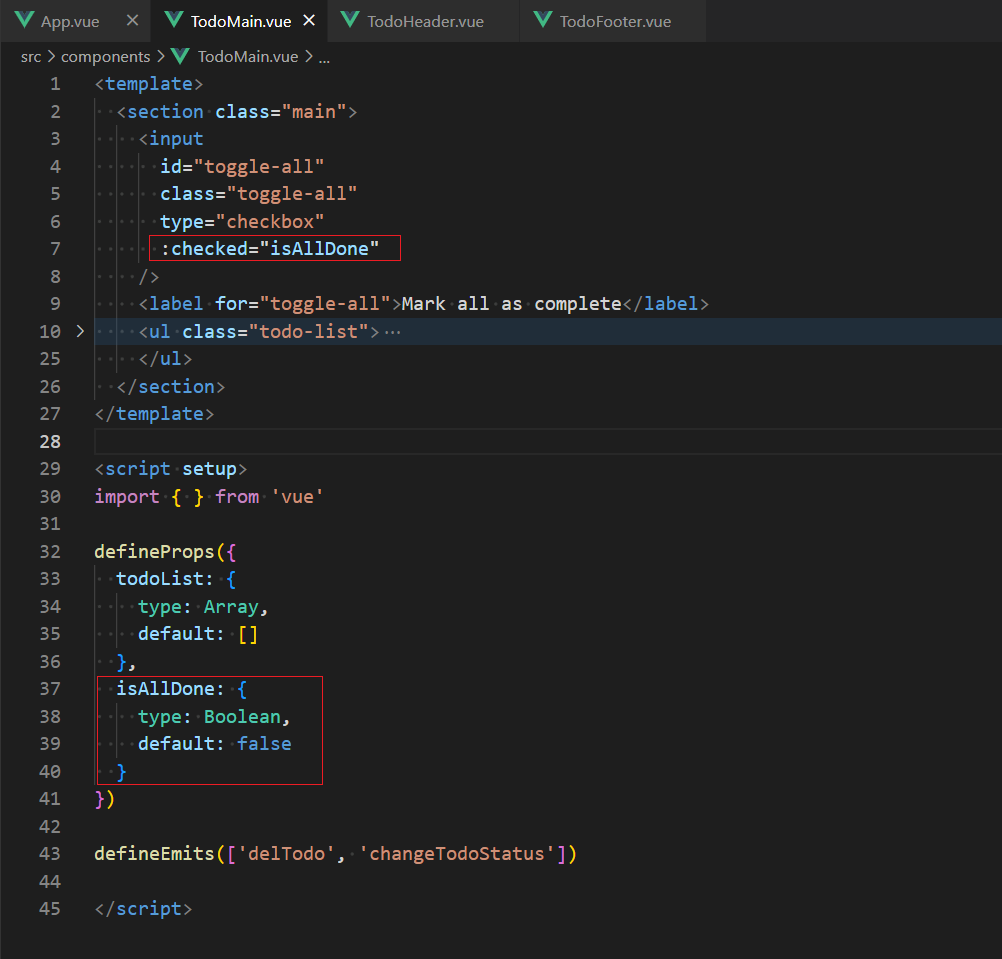 App.vue TodoMain.vue TodoHeader.vue TodoFooter.vue
src > components > TodoMain.vue > ...
1 <template>
2   <section class="main">
3     <input
4       id="toggle-all"
5       class="toggle-all"
6       type="checkbox"
7       :checked="isAllDone"
8     />
9     <label for="toggle-all">Mark all as complete</label>
10 >     <ul class="todo-list">…
25     </ul>
26   </section>
27 </template>
28
29 <script setup>
30 import { } from 'vue'
31
32 defineProps({
33   todoList: {
34     type: Array,
35     default: []
36   },
37   isAllDone: {
38     type: Boolean,
39     default: false
40   }
41 })
42
43 defineEmits(['delTodo', 'changeTodoStatus'])
44
45 </script>